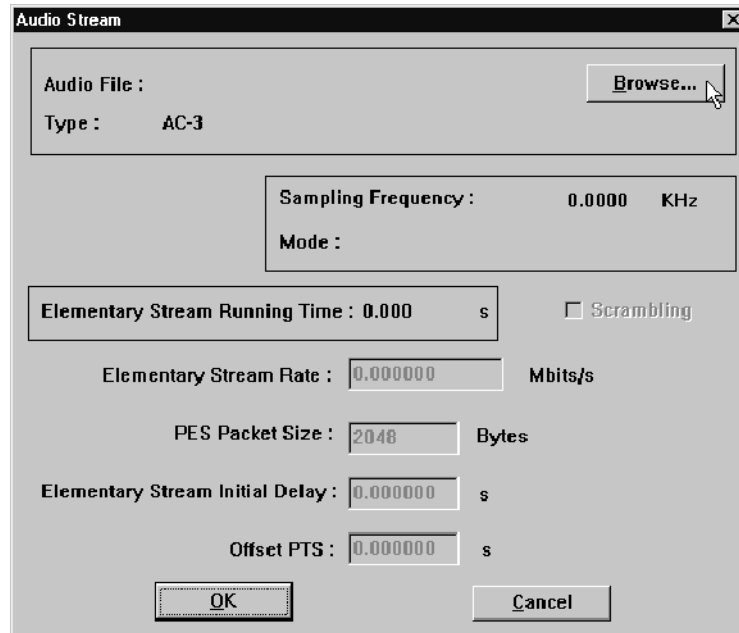 Audio Stream
Audio File :
Browse...
Type : AC-3
Sampling Frequency : 0.0000 KHz
Mode :
Elementary Stream Running Time : 0.000 s
Scrambling
Elementary Stream Rate : 0.000000 Mbits/s
PES Packet Size : 2048 Bytes
Elementary Stream Initial Delay : 0.000000 s
Offset PTS : 0.000000 s
OK
Cancel